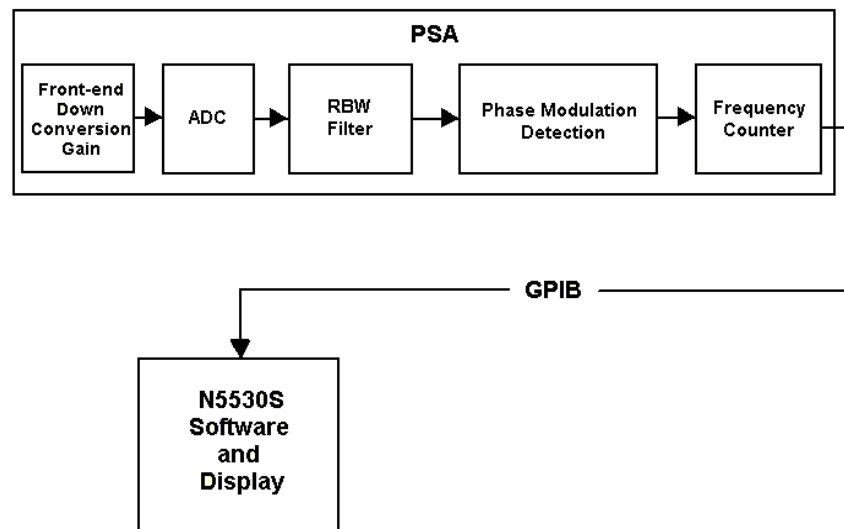 PSA
Front-end
Down
Conversion
Gain
ADC
RBW
Filter
Phase Modulation
Detection
Frequency
Counter
GPIB
N5530S
Software
and
Display